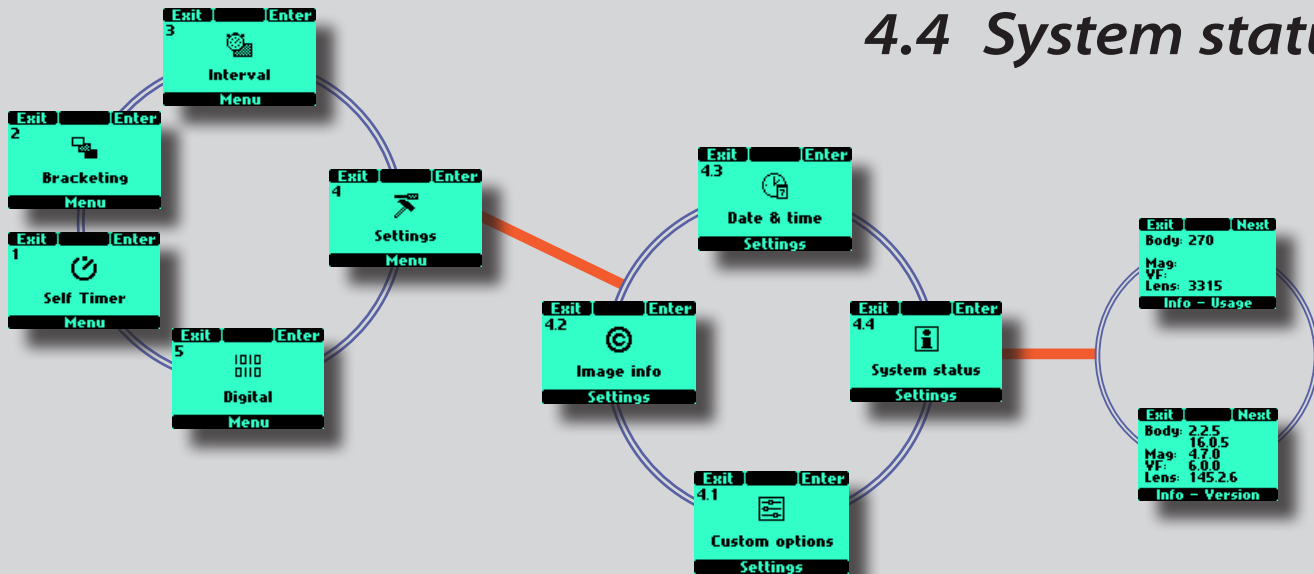 4.4 System statu
Exit Enter
3
Interval
Menu
Exit Enter
2
Bracketing
Menu
Exit Enter
1
Self Timer
Menu
Exit Enter
5
1010
0110
Digital
Menu
Exit Enter
4
Settings
Menu
Exit Enter
4.3
7
Date & time
Settings
Exit Enter
4.2
©
Image info
Settings
Exit Enter
4.1
Custom options
Settings
Exit Enter
4.4
i
System status
Settings
Exit Next
Body: 270
Mag:
VF:
Lens: 3315
Info - Usage
Exit Next
Body: 2.2.5
16.0.5
Mag: 4.7.0
VF: 6.0.0
Lens: 145.2.6
Info - Version